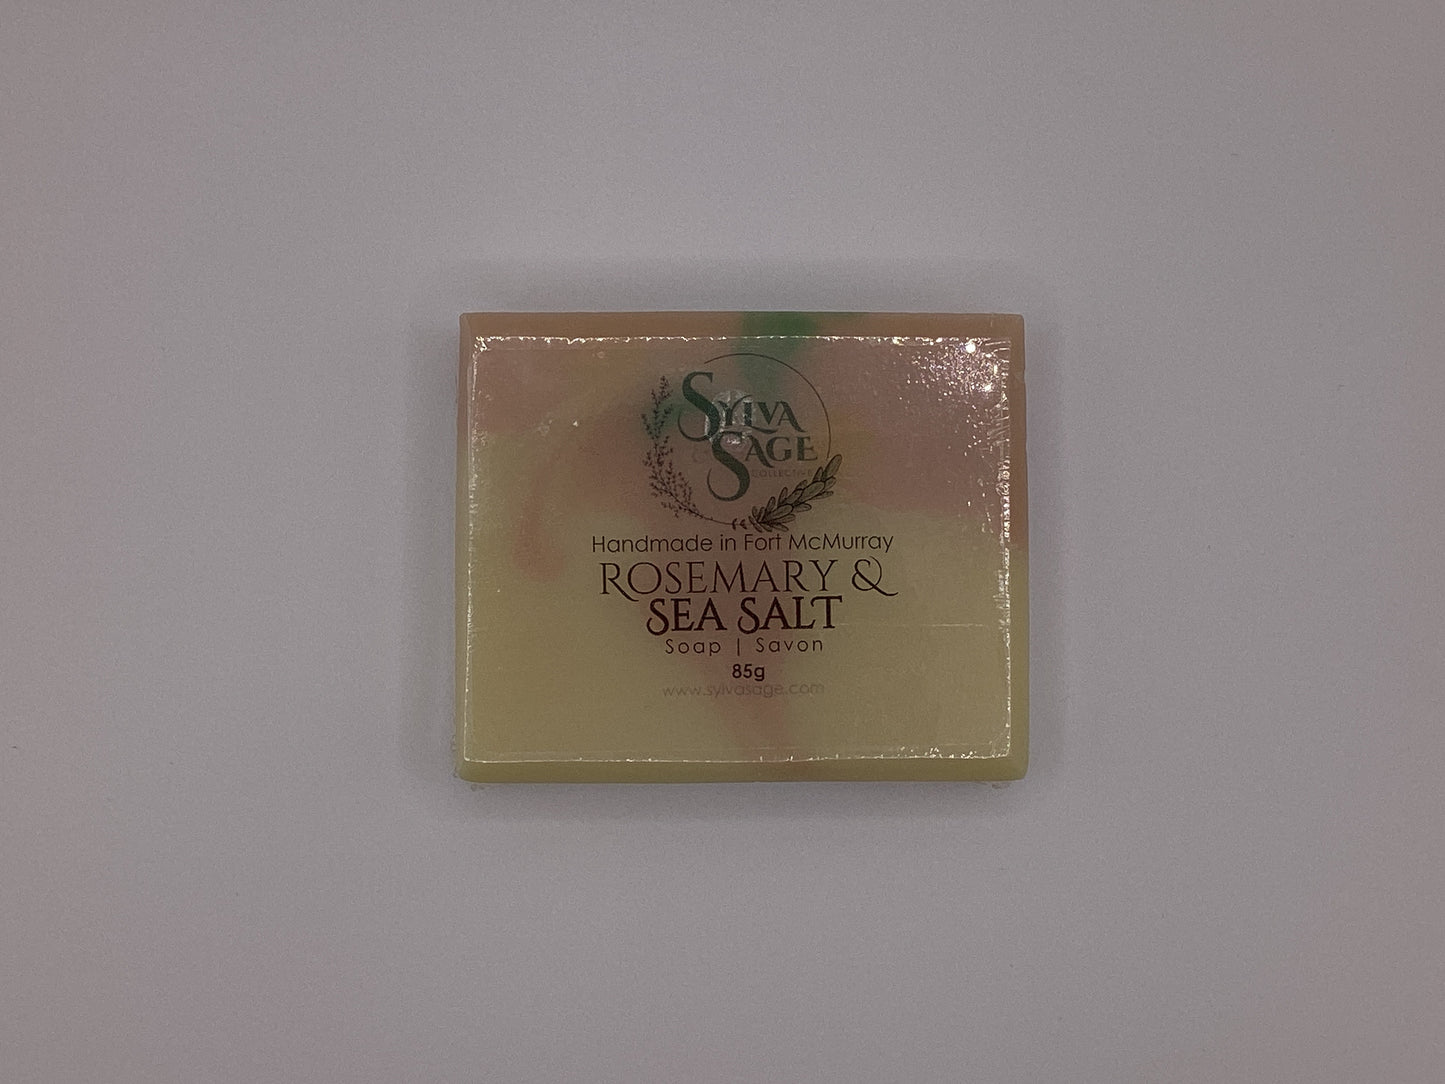 SYLVA
SAGE
COLLECTIVE
Handmade in Fort McMurray
ROSEMARY &
SEA SALT
Soap | Savon
85g
www.sylvasage.com